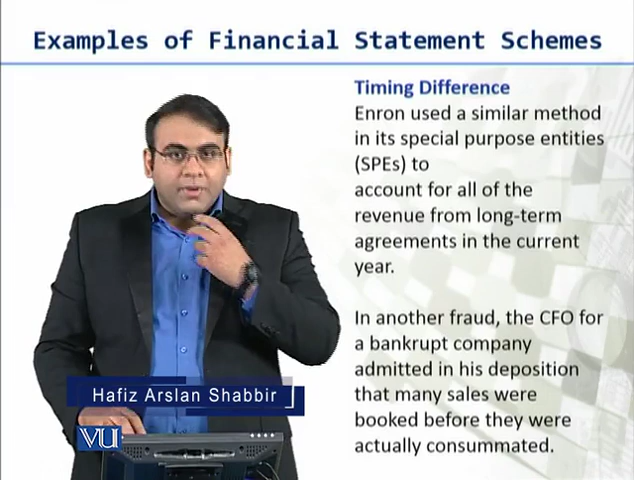 Examples of Financial Statement Schemes
Timing Difference
Enron used a similar method
in its special purpose entities
(SPEs) to
account for all of the
revenue from long-term
agreements in the current
year.
In another fraud, the CFO for
a bankrupt company
admitted in his deposition
that many sales were
booked before they were
actually consummated.
Hafiz Arslan Shabbir
VU